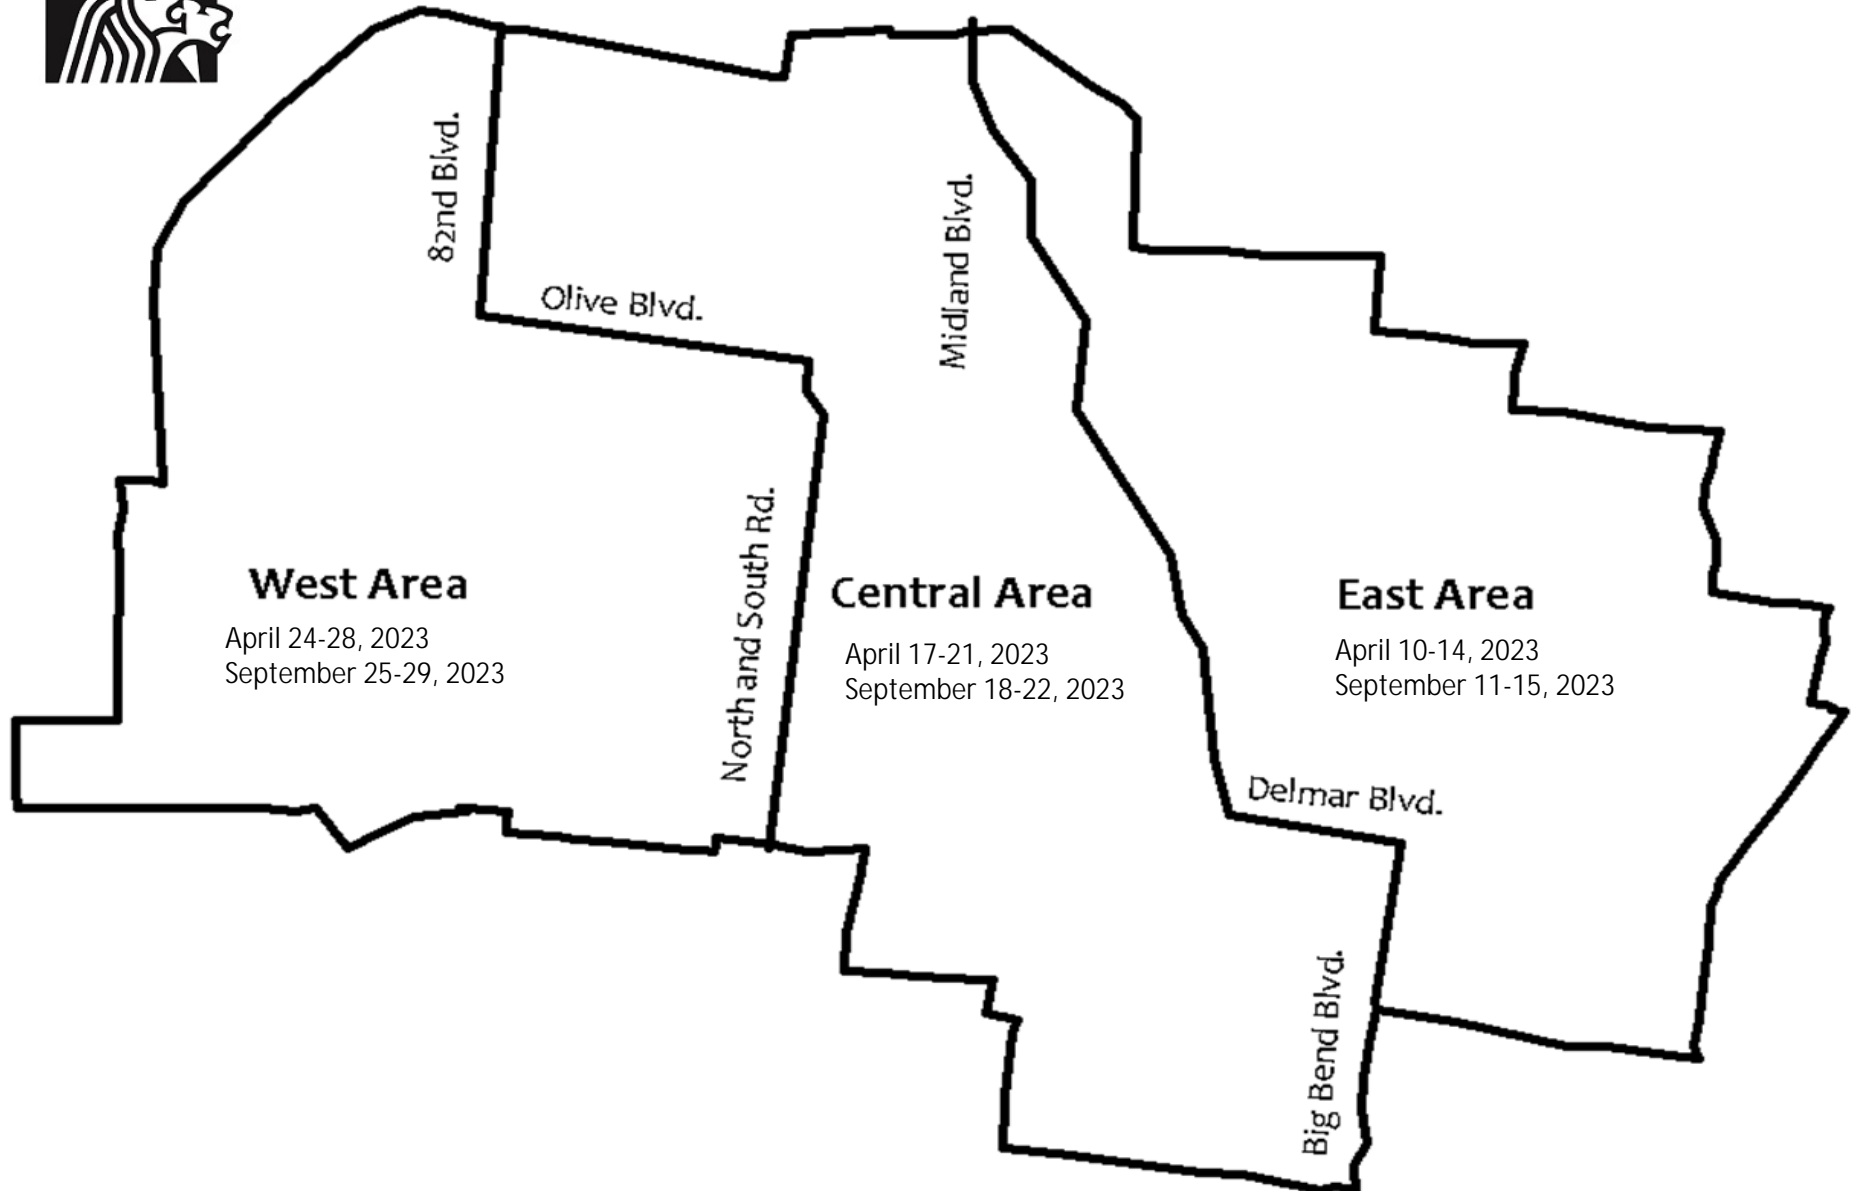 82nd Blvd.
Olive Blvd.
Midland Blvd.
North and South Rd.
West Area
April 24-28, 2023
September 25-29, 2023
Central Area
April 17-21, 2023
September 18-22, 2023
East Area
April 10-14, 2023
September 11-15, 2023
Delmar Blvd.
Big Bend Blvd.